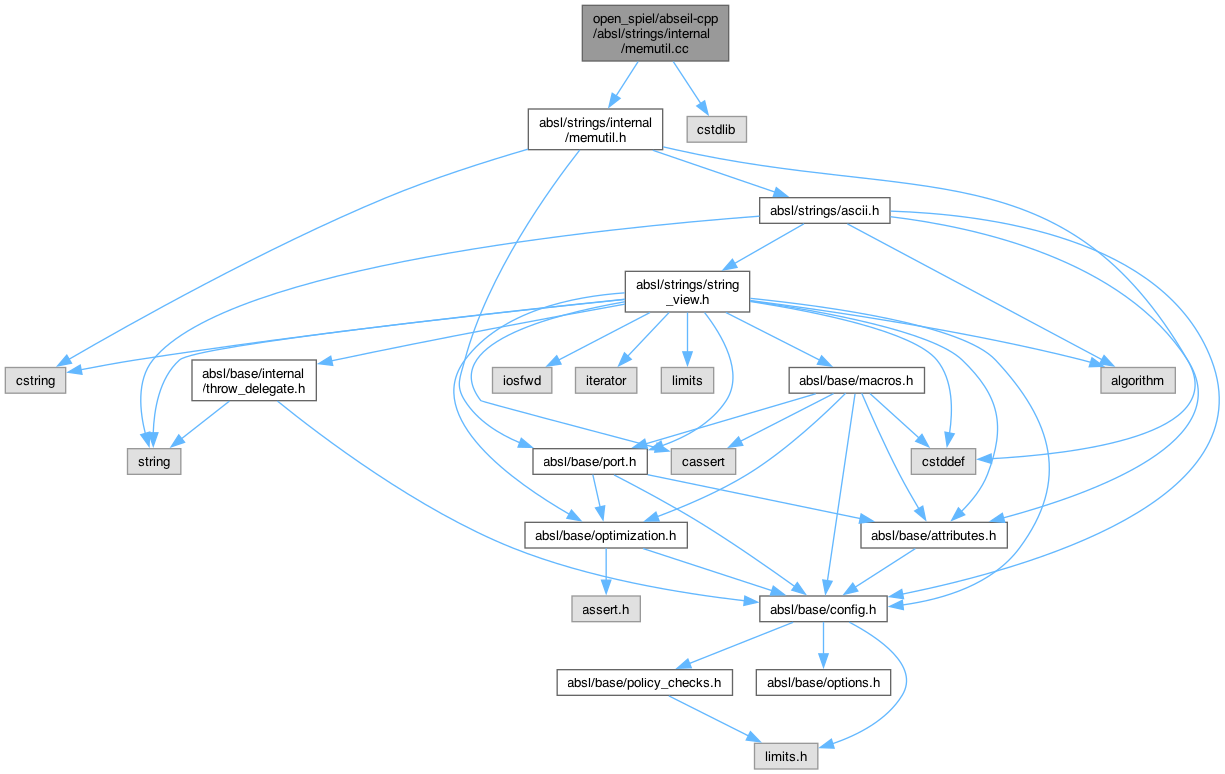 open_spiel/abseil-cpp
/absl/strings/internal
/memutil.cc
absl/strings/internal
/memutil.h
cstdlib
absl/strings/ascii.h
absl/strings/string
_view.h
cstring
absl/base/internal
/throw_delegate.h
iosfwd
iterator
limits
absl/base/macros.h
algorithm
string
absl/base/port.h
cassert
cstddef
absl/base/optimization.h
absl/base/attributes.h
assert.h
absl/base/config.h
absl/base/policy_checks.h
absl/base/options.h
limits.h